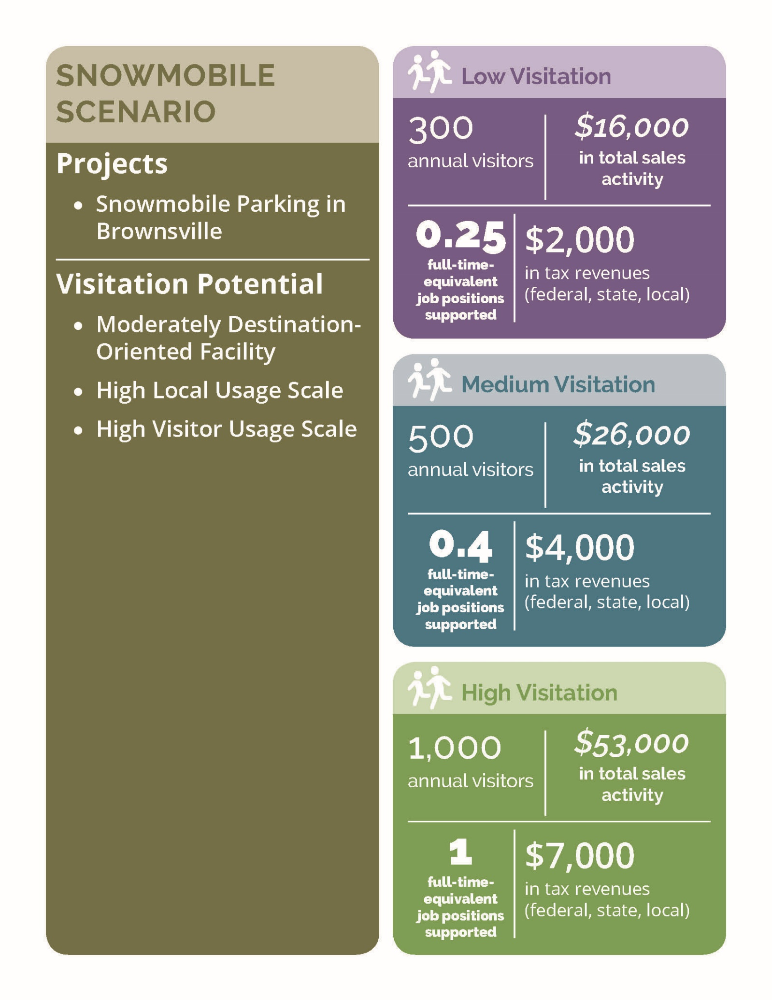 SNOWMOBILE
SCENARIO
Projects
• Snowmobile Parking in
Brownsville
Visitation Potential
• Moderately Destination-
Oriented Facility
• High Local Usage Scale
• High Visitor Usage Scale
Low Visitation
300
annual visitors
$16,000
in total sales
activity
0.25
full-time-
equivalent
job positions
supported
$2,000
in tax revenues
(federal, state, local)
Medium Visitation
500
annual visitors
$26,000
in total sales
activity
0.4
full-time-
equivalent
job positions
supported
$4,000
in tax revenues
(federal, state, local)
High Visitation
1,000
annual visitors
$53,000
in total sales
activity
1
full-time-
equivalent
job positions
supported
$7,000
in tax revenues
(federal, state, local)